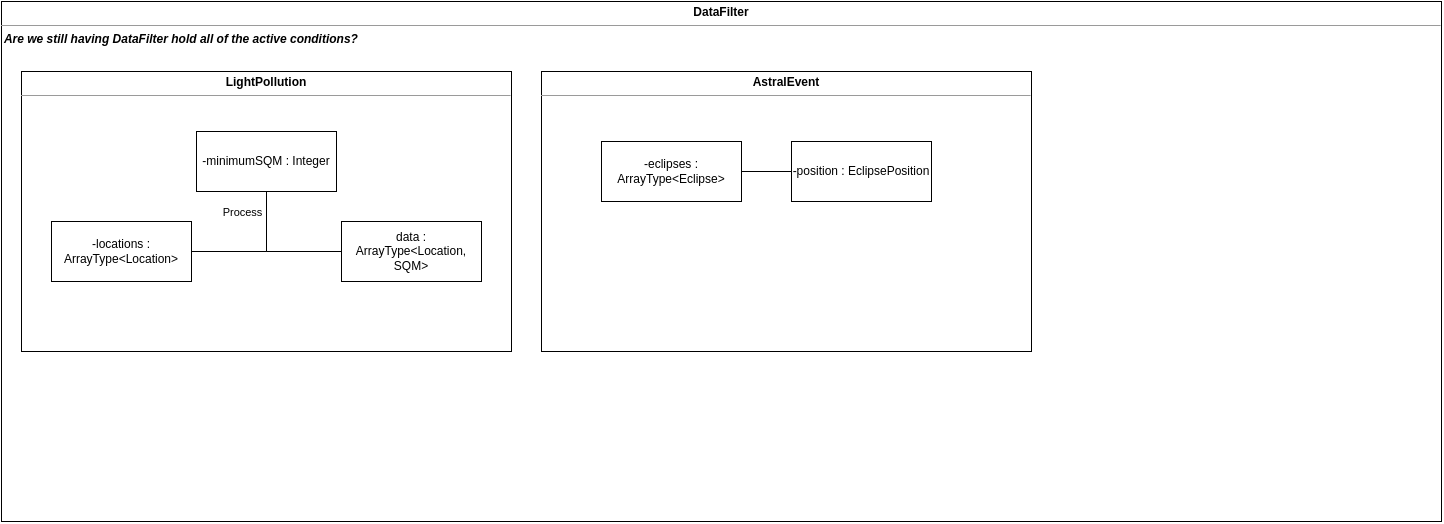 DataFilter
Are we still having DataFilter hold all of the active conditions?
LightPollution
-minimumSQM : Integer
Process
-locations :
ArrayType<Location>
data :
ArrayType<Location,
SQM>
AstralEvent
-eclipses :
ArrayType<Eclipse>
-position : EclipsePosition